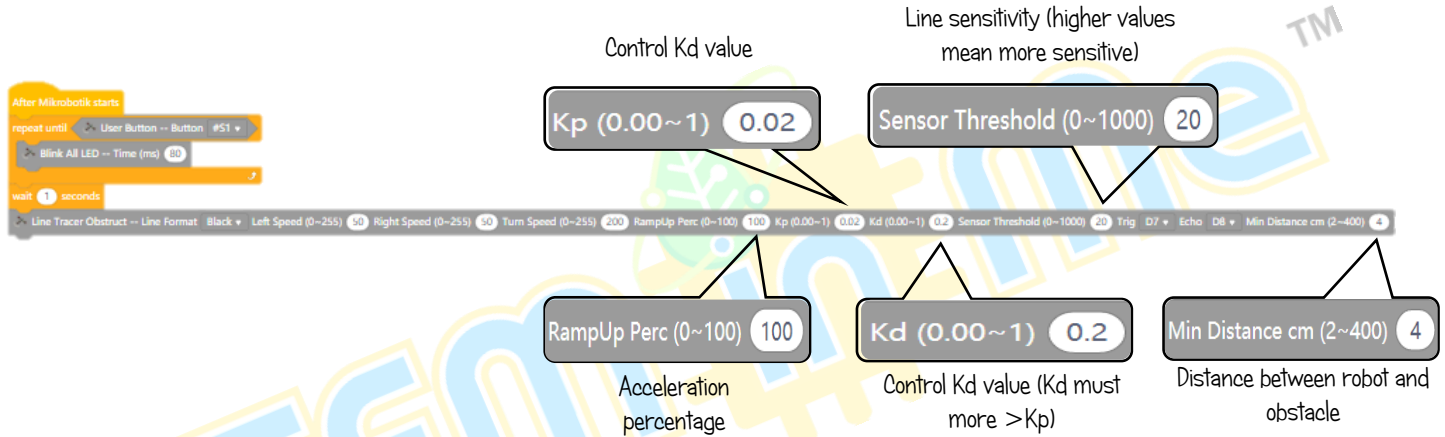 Line sensitivity (higher values
mean more sensitive)
TM
Control Kd value
Kp (0.00~1) 0.02
Sensor Threshold (0~1000) 20
After Mikrobotik starts
repeat until User Button -- Button #S1
Blink All LED -- Time (ms) 80
wait 1 seconds
Line Tracer Obstruct -- Line Format Black Left Speed (0~255) 50 Right Speed (0~255) 50 Turn Speed (0~255) 200 RampUp Perc (0~100) 100 Kp (0.00~1) 0.02 Kd (0.00~1) 0.2 Sensor Threshold (0~1000) 20 Trig D7 Echo D8 Min Distance cm (2~400) 4
RampUp Perc (0~100) 100
Kd (0.00~1) 0.2
Min Distance cm (2~400) 4
Acceleration
percentage
Control Kd value (Kd must
more >Kp)
Distance between robot and
obstacle